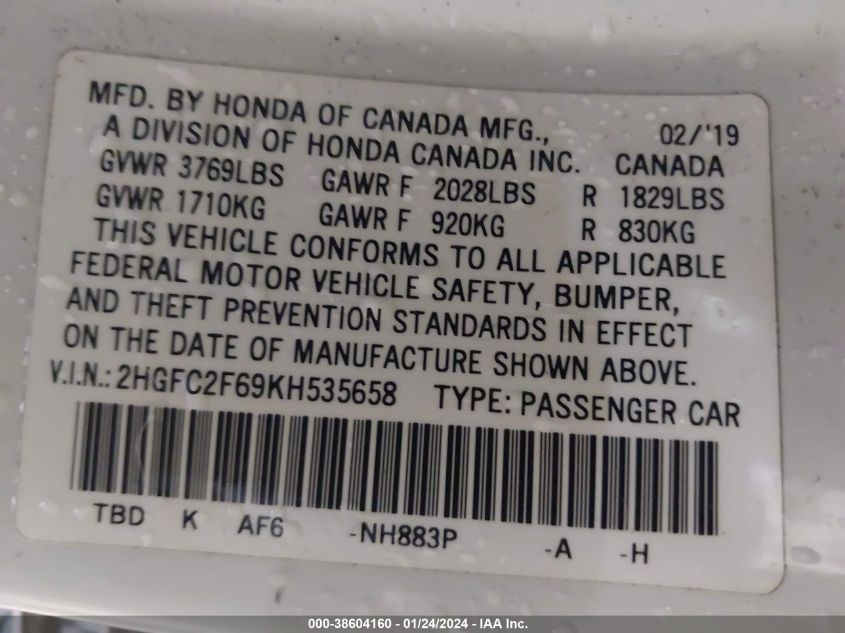 MFD. BY HONDA OF CANADA MFG., 02/'19
A DIVISION OF HONDA CANADA INC. CANADA
GVWR 3769LBS GAWR F 2028LBS R 1829LBS
GVWR 1710KG GAWR F 920KG R 830KG
THIS VEHICLE CONFORMS TO ALL APPLICABLE
FEDERAL MOTOR VEHICLE SAFETY, BUMPER,
AND THEFT PREVENTION STANDARDS IN EFFECT
ON THE DATE OF MANUFACTURE SHOWN ABOVE.
V.I.N.: 2HGFC2F69KH535658 TYPE: PASSENGER CAR
TBD K AF6 -NH883P -A -H
000-38604160 - 01/24/2024 - IAA Inc.